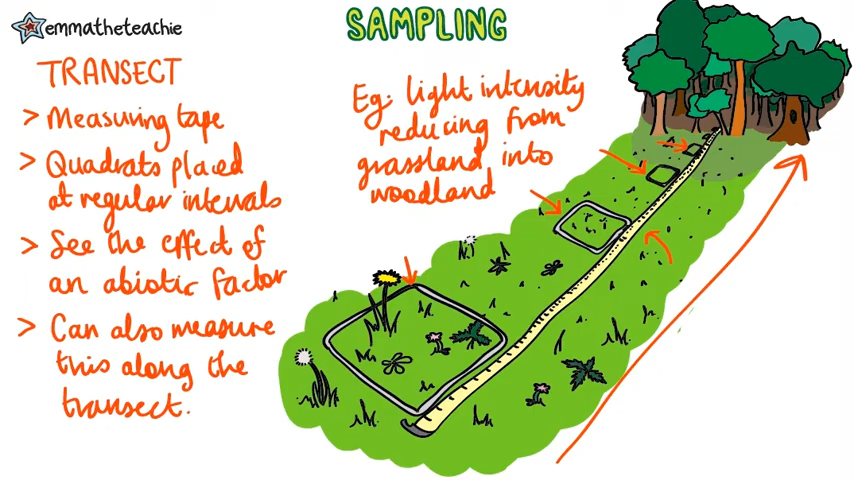 emmatheteachie
SAMPLING
TRANSECT
> Measuring tape
> Quadrats placed
at regular intervals
> See the effect of
an abiotic factor
> Can also measure
this along the
transect.
Eg. light intensity
reducing from
grassland into
woodland